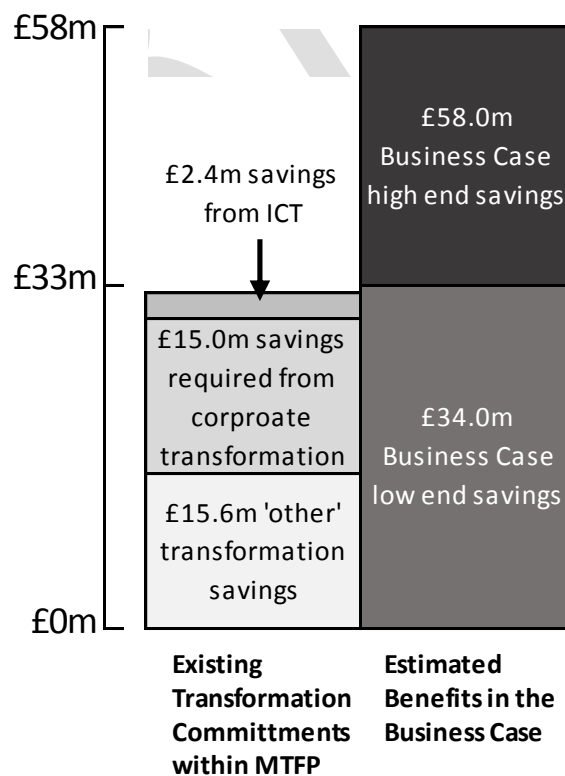 £58m
£33m
£0m
£2.4m savings
from ICT
£15.0m savings
required from
corproate
transformation
£15.6m 'other'
transformation
savings
£58.0m
Business Case
high end savings
£34.0m
Business Case
low end savings
Existing
Transformation
Committments
within MTFP
Estimated
Benefits in the
Business Case